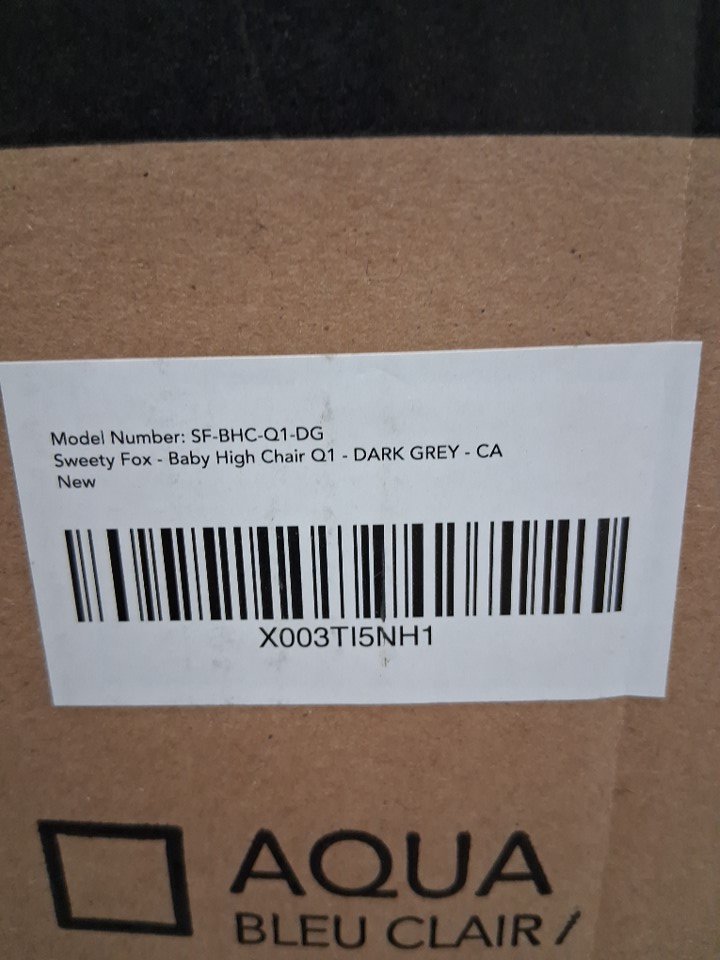 Model Number: SF-BHC-Q1-DG
Sweety Fox - Baby High Chair Q1 - DARK GREY - CA
New
X003TI5NH1
AQUA
BLEU CLAIR /